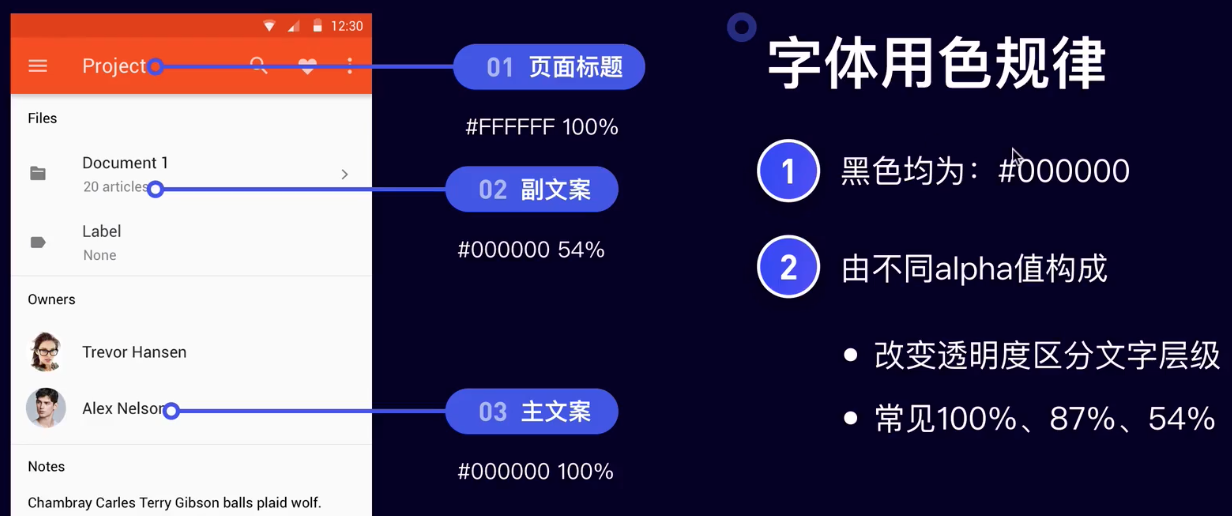 12:30
Project
Files
Document 1
20 articles
Label
None
Owners
Trevor Hansen
Alex Nelson
Notes
Chambray Carles Terry Gibson balls plaid wolf.
01 页面标题
#FFFFFF 100%
02 副文案
#000000 54%
03 主文案
#000000 100%
字体用色规律
1 黑色均为：#000000
2 由不同alpha值构成
• 改变透明度区分文字层级
• 常见100%、87%、54%